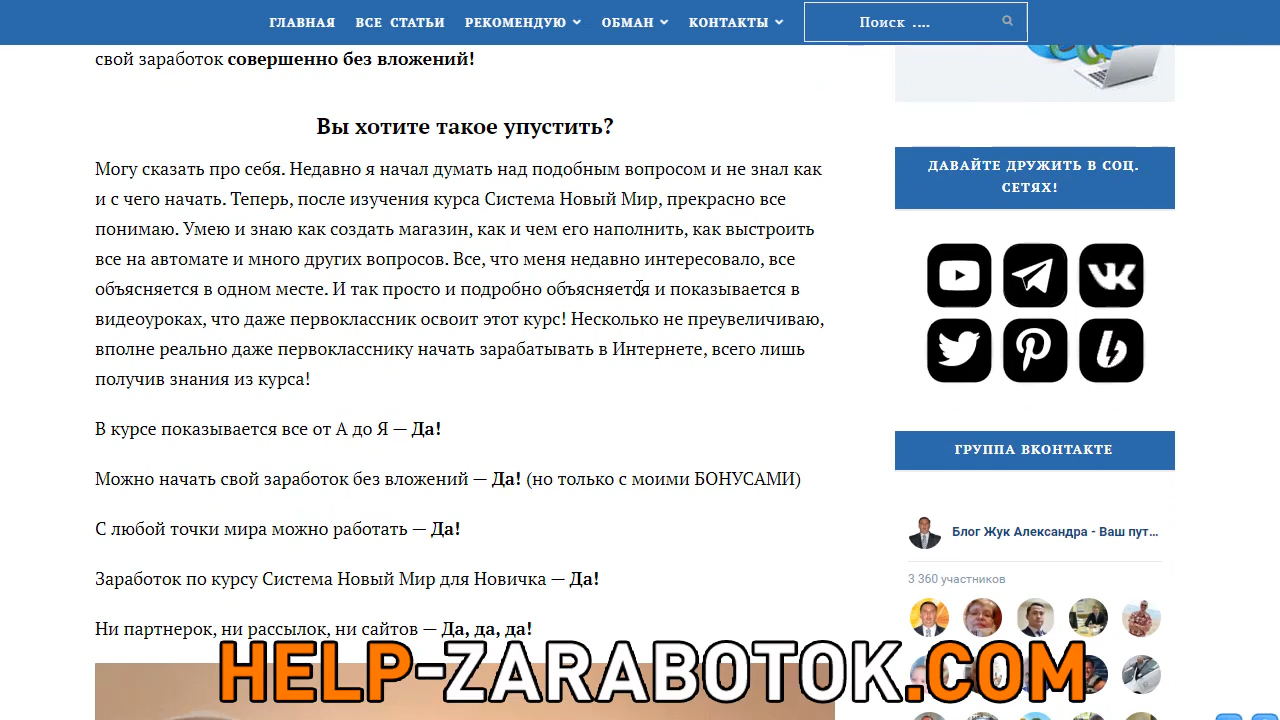 ГЛАВНАЯ ВСЕ СТАТЬИ РЕКОМЕНДУЮ ОБМАН КОНТАКТЫ Поиск ....
свой заработок совершенно без вложений!
Вы хотите такое упустить?
Могу сказать про себя. Недавно я начал думать над подобным вопросом и не знал как
и с чего начать. Теперь, после изучения курса Система Новый Мир, прекрасно все
понимаю. Умею и знаю как создать магазин, как и чем его наполнить, как выстроить
все на автомате и много других вопросов. Все, что меня недавно интересовало, все
объясняется в одном месте. И так просто и подробно объясняется и показывается в
видеоуроках, что даже первоклассник освоит этот курс! Несколько не преувеличиваю,
вполне реально даже первокласснику начать зарабатывать в Интернете, всего лишь
получив знания из курса!
В курсе показывается все от А до Я — Да!
Можно начать свой заработок без вложений — Да! (но только с моими БОНУСАМИ)
С любой точки мира можно работать — Да!
Заработок по курсу Система Новый Мир для Новичка — Да!
Ни партнерок, ни рассылок, ни сайтов — Да, да, да!
ДАВАЙТЕ ДРУЖИТЬ В СОЦ.
СЕТЯХ!
ГРУППА ВКОНТАКТЕ
Блог Жук Александра - Ваш пут...
3 360 участников
HELP-ZARABOTOK.COM